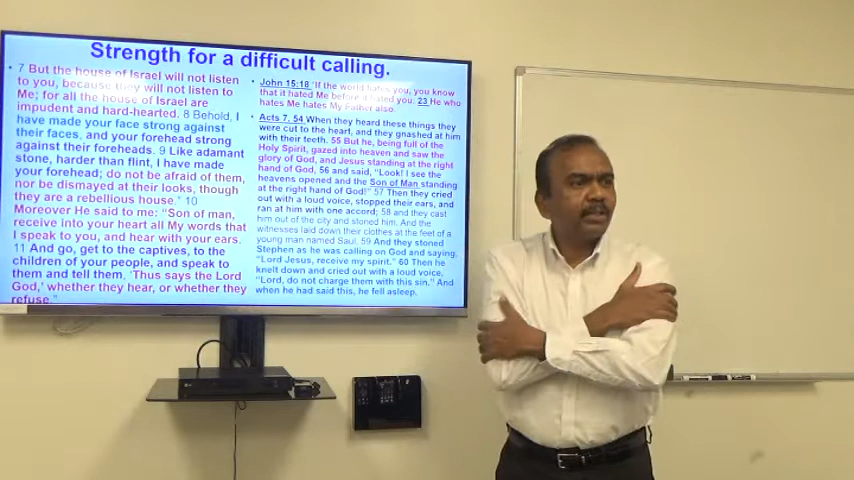 Strength for a difficult calling.
• 7 But the house of Israel will not listen
to you, because they will not listen to
Me; for all the house of Israel are
impudent and hard-hearted. 8 Behold, I
have made your face strong against
their faces, and your forehead strong
against their foreheads. 9 Like adamant
stone, harder than flint, I have made
your forehead; do not be afraid of them,
nor be dismayed at their looks, though
they are a rebellious house." 10
Moreover He said to me: "Son of man,
receive into your heart all My words that
I speak to you, and hear with your ears.
11 And go, get to the captives, to the
children of your people, and speak to
them and tell them, 'Thus says the Lord
God,' whether they hear, or whether they
refuse."
• John 15:18 "If the world hates you, you know
that it hated Me before it hated you. 23 He who
hates Me hates My Father also.
• Acts 7, 54 When they heard these things they
were cut to the heart, and they gnashed at him
with their teeth. 55 But he, being full of the
Holy Spirit, gazed into heaven and saw the
glory of God, and Jesus standing at the right
hand of God, 56 and said, "Look! I see the
heavens opened and the Son of Man standing
at the right hand of God!" 57 Then they cried
out with a loud voice, stopped their ears, and
ran at him with one accord; 58 and they cast
him out of the city and stoned him. And the
witnesses laid down their clothes at the feet of a
young man named Saul. 59 And they stoned
Stephen as he was calling on God and saying,
"Lord Jesus, receive my spirit." 60 Then he
knelt down and cried out with a loud voice,
"Lord, do not charge them with this sin." And
when he had said this, he fell asleep.